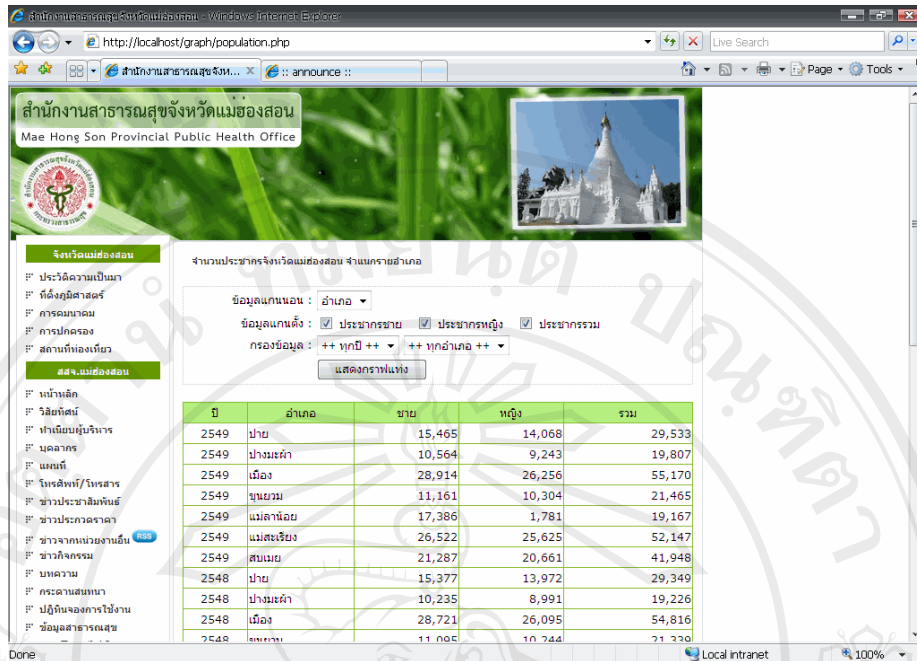 สำนักงานสาธารณสุขจังหวัดแม่ฮ่องสอน - Windows Internet Explorer
http://localhost/graph/population.php
Live Search
สำนักงานสาธารณสุขจังห... X :: announce ::
Page Tools
สำนักงานสาธารณสุขจังหวัดแม่ฮ่องสอน
Mae Hong Son Provincial Public Health Office
จังหวัดแม่ฮ่องสอน
ประวัติความเป็นมา
ที่ตั้งภูมิศาสตร์
การคมนาคม
การปกครอง
สถานที่ท่องเที่ยว
สสจ.แม่ฮ่องสอน
หน้าหลัก
วิสัยทัศน์
ทำเนียบผู้บริหาร
บุคลากร
แผนที่
โทรศัพท์/โทรสาร
ข่าวประชาสัมพันธ์
ข่าวประกวดราคา
ข่าวจากหน่วยงานอื่น RSS
ข่าวกิจกรรม
บทความ
กระดานสนทนา
ปฏิทินจองการใช้งาน
ข้อมูลสาธารณสุข
จำนวนประชากรจังหวัดแม่ฮ่องสอน จำแนกรายอำเภอ
ข้อมูลแกนนอน : อำเภอ
ข้อมูลแกนตั้ง : ประชากรชาย ประชากรหญิง ประชากรรวม
กรองข้อมูล : ++ ทุกปี ++ ++ ทุกอำเภอ ++
แสดงกราฟแท่ง
ปี อำเภอ ชาย หญิง รวม
2549 ปาย 15,465 14,068 29,533
2549 ปางมะผ้า 10,564 9,243 19,807
2549 เมือง 28,914 26,256 55,170
2549 ขุนยวม 11,161 10,304 21,465
2549 แม่ลาน้อย 17,386 1,781 19,167
2549 แม่สะเรียง 26,522 25,625 52,147
2549 สบเมย 21,287 20,661 41,948
2548 ปาย 15,377 13,972 29,349
2548 ปางมะผ้า 10,235 8,991 19,226
2548 เมือง 28,721 26,095 54,816
2548 ขุนยวม 11,095 10,244 21,339
Done Local intranet 100%